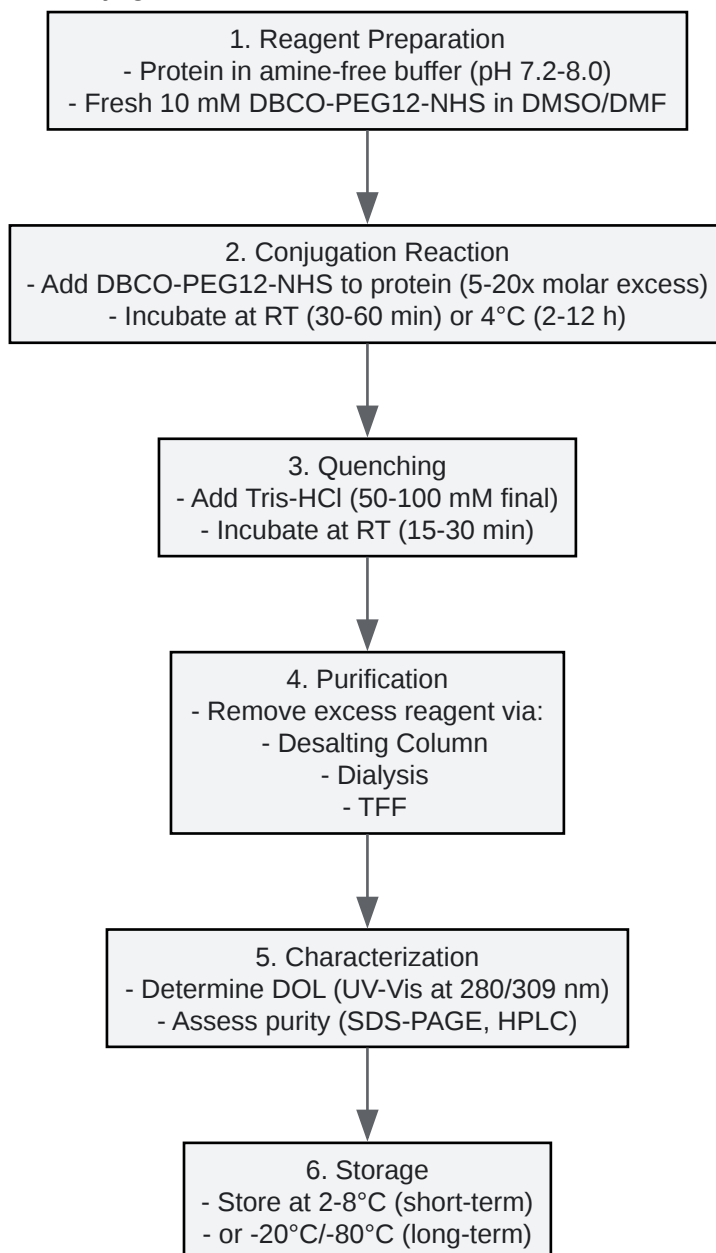 1. Reagent Preparation
- Protein in amine-free buffer (pH 7.2-8.0)
- Fresh 10 mM DBCO-PEG12-NHS in DMSO/DMF
2. Conjugation Reaction
- Add DBCO-PEG12-NHS to protein (5-20x molar excess)
- Incubate at RT (30-60 min) or 4°C (2-12 h)
3. Quenching
- Add Tris-HCl (50-100 mM final)
- Incubate at RT (15-30 min)
4. Purification
- Remove excess reagent via:
- Desalting Column
- Dialysis
- TFF
5. Characterization
- Determine DOL (UV-Vis at 280/309 nm)
- Assess purity (SDS-PAGE, HPLC)
6. Storage
- Store at 2-8°C (short-term)
- or -20°C/-80°C (long-term)